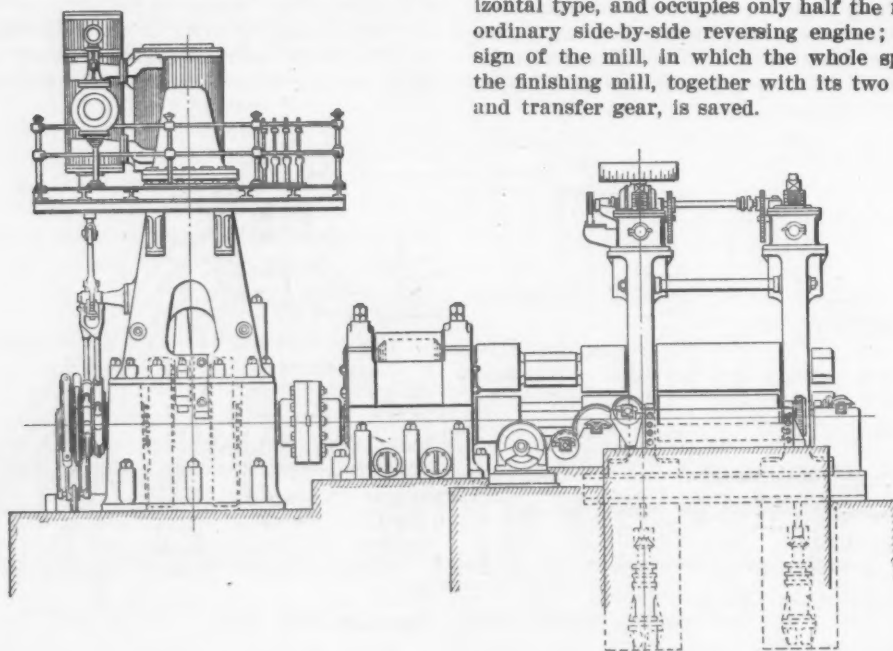 izontal type, and occupies only half the
ordinary side-by-side reversing engine;
sign of the mill, in which the whole
the finishing mill, together with its two
and transfer gear, is saved.